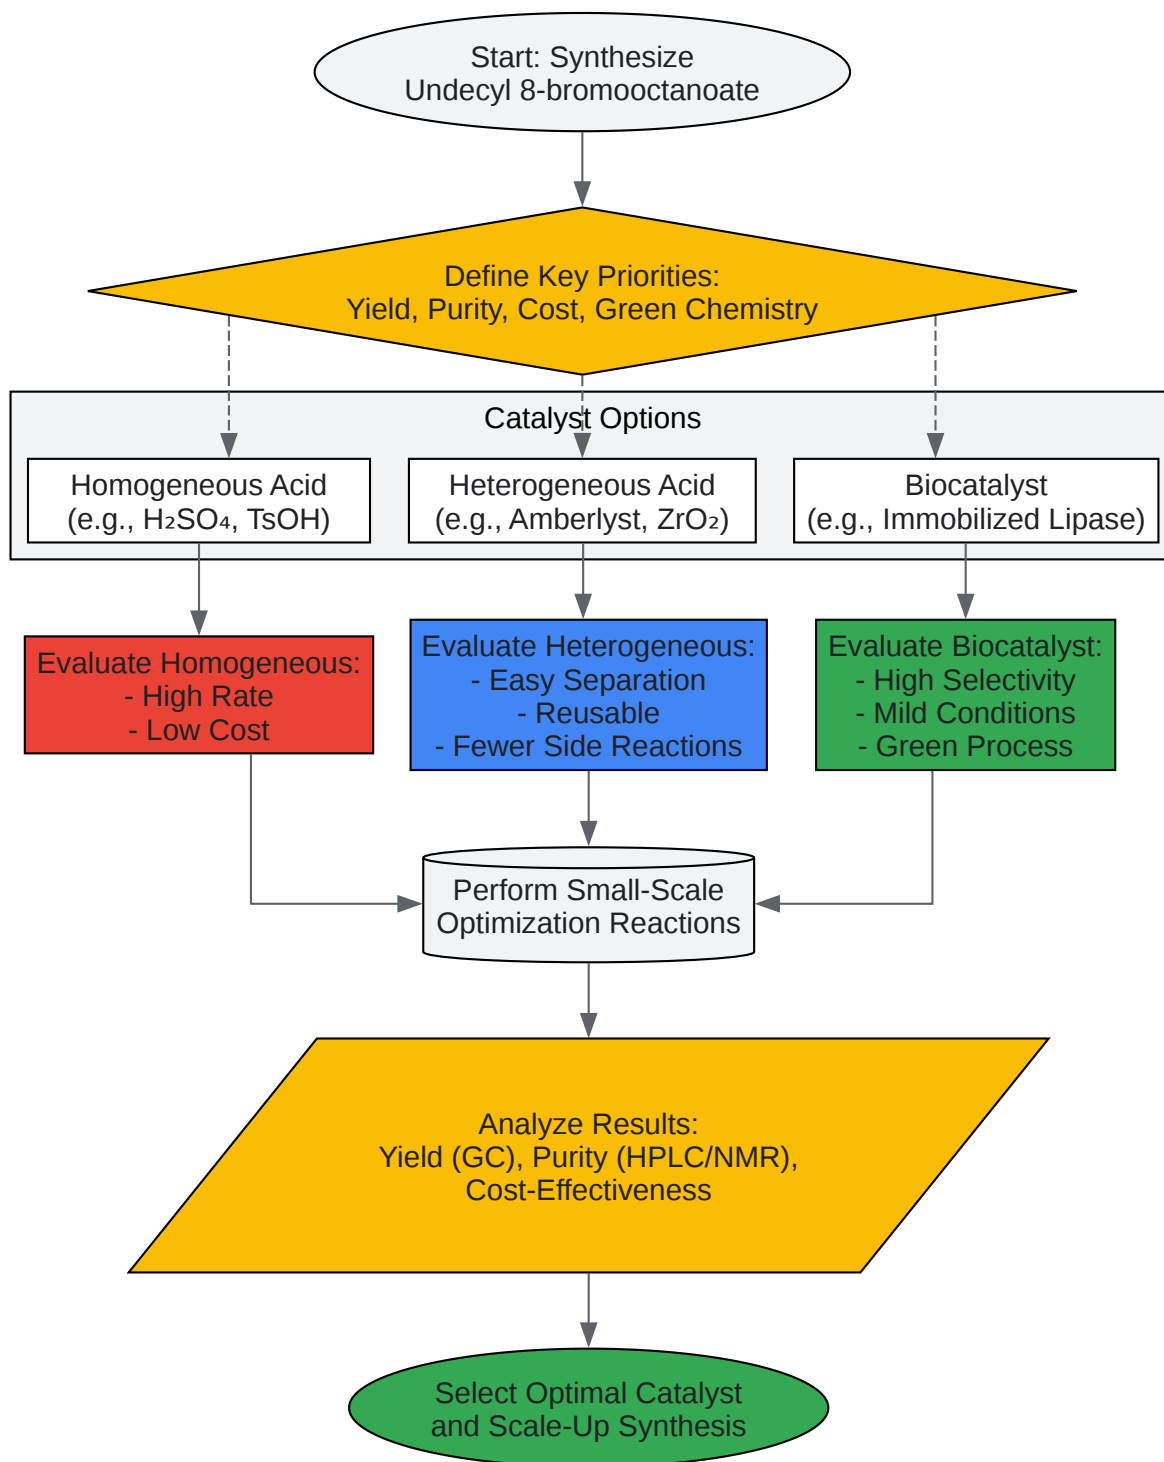 Start: Synthesize
Undecyl 8-bromooctanoate
Define Key Priorities:
Yield, Purity, Cost, Green Chemistry
Catalyst Options
Homogeneous Acid
(e.g., H₂SO₄, TsOH)
Heterogeneous Acid
(e.g., Amberlyst, ZrO₂)
Biocatalyst
(e.g., Immobilized Lipase)
Evaluate Homogeneous:
- High Rate
- Low Cost
Evaluate Heterogeneous:
- Easy Separation
- Reusable
- Fewer Side Reactions
Evaluate Biocatalyst:
- High Selectivity
- Mild Conditions
- Green Process
Perform Small-Scale
Optimization Reactions
Analyze Results:
Yield (GC), Purity (HPLC/NMR),
Cost-Effectiveness
Select Optimal Catalyst
and Scale-Up Synthesis